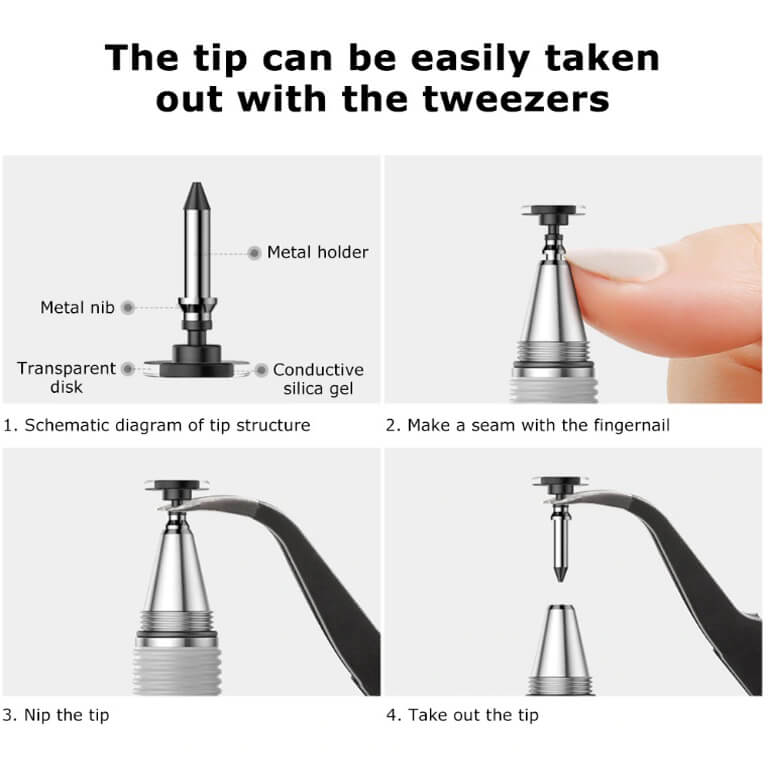 The tip can be easily taken
out with the tweezers
Metal holder
Metal nib
Transparent
disk
Conductive
silica gel
1. Schematic diagram of tip structure
2. Make a seam with the fingernail
3. Nip the tip
4. Take out the tip